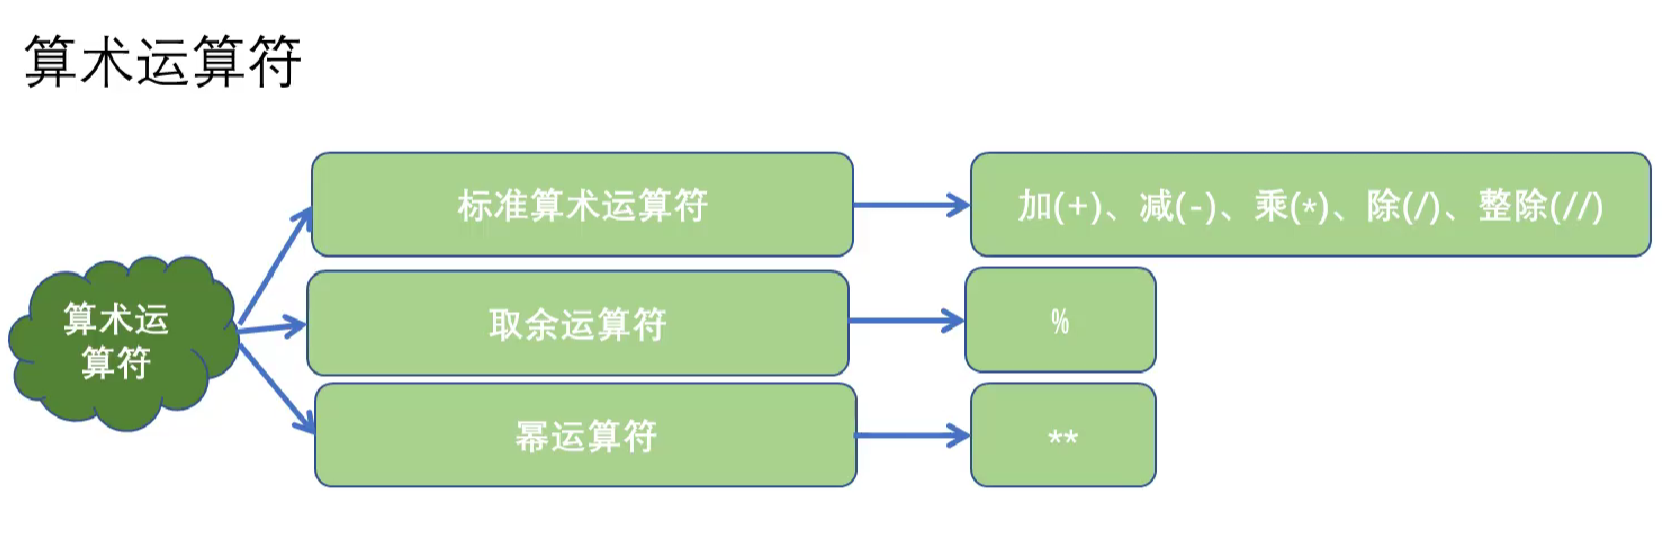 算术运算符
标准算术运算符
加(+)、减(-)、乘(*)、除(/)、整除(//)
算术运
算符
取余运算符
%
幂运算符
**